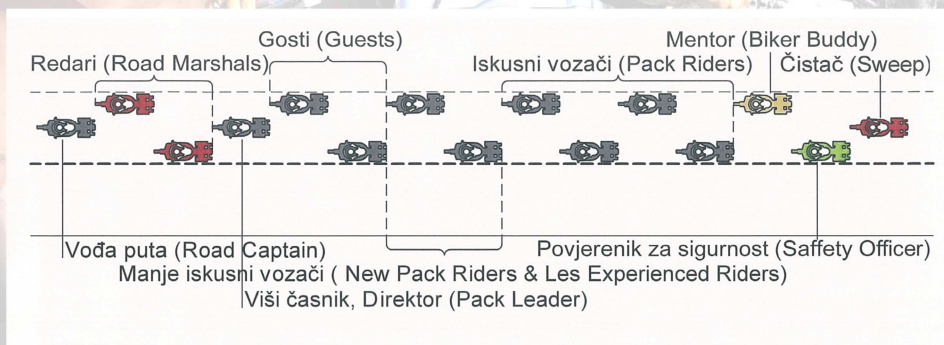 Gosti (Guests)
Mentor (Biker Buddy)
Redari (Road Marshals)
Iskusni vozači (Pack Riders)
Čistač (Sweep)
Vođa puta (Road Captain)
Povjerenik za sigurnost (Saffety Officer)
Manje iskusni vozači ( New Pack Riders & Les Experienced Riders)
Viši časnik, Direktor (Pack Leader)